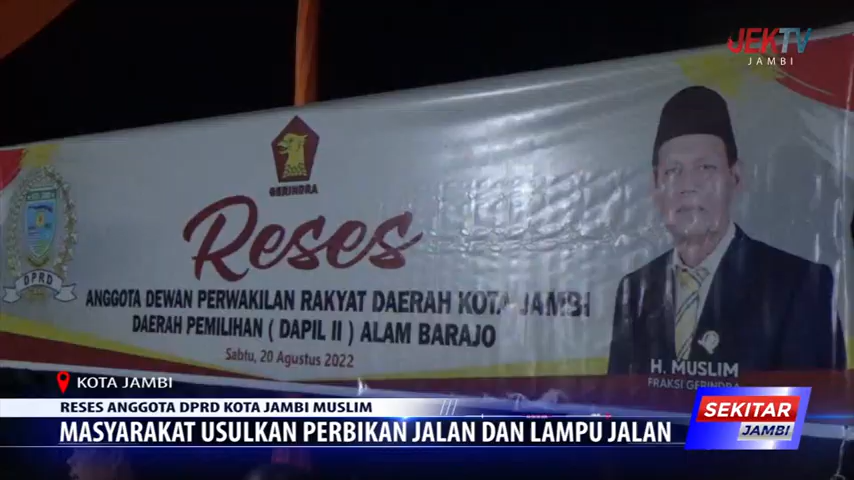 JEKTV
JAMBI
GERINDRA
Reses
DPRD
ANGGOTA DEWAN PERWAKILAN RAKYAT DAERAH KOTA JAMBI
DAERAH PEMILIHAN ( DAPIL II ) ALAM BARAJO
Sabtu, 20 Agustus 2022
H. MUSLIM
FRAKSI GERINDRA
KOTA JAMBI
RESES ANGGOTA DPRD KOTA JAMBI MUSLIM
MASYARAKAT USULKAN PERBIKAN JALAN DAN LAMPU JALAN
SEKITAR
JAMBI